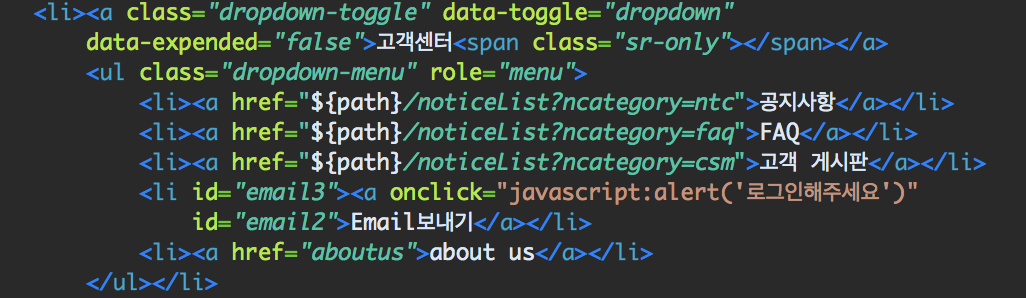 <li><a class="dropdown-toggle" data-toggle="dropdown"
data-expended="false">고객센터<span class="sr-only"></span></a>
<ul class="dropdown-menu" role="menu">
<li><a href="${path}/noticeList?ncategory=ntc">공지사항</a></li>
<li><a href="${path}/noticeList?ncategory=faq">FAQ</a></li>
<li><a href="${path}/noticeList?ncategory=csm">고객 게시판</a></li>
<li id="email3"><a onclick="javascript:alert('로그인해주세요')"
id="email2">Email보내기</a></li>
<li><a href="aboutus">about us</a></li>
</ul></li>